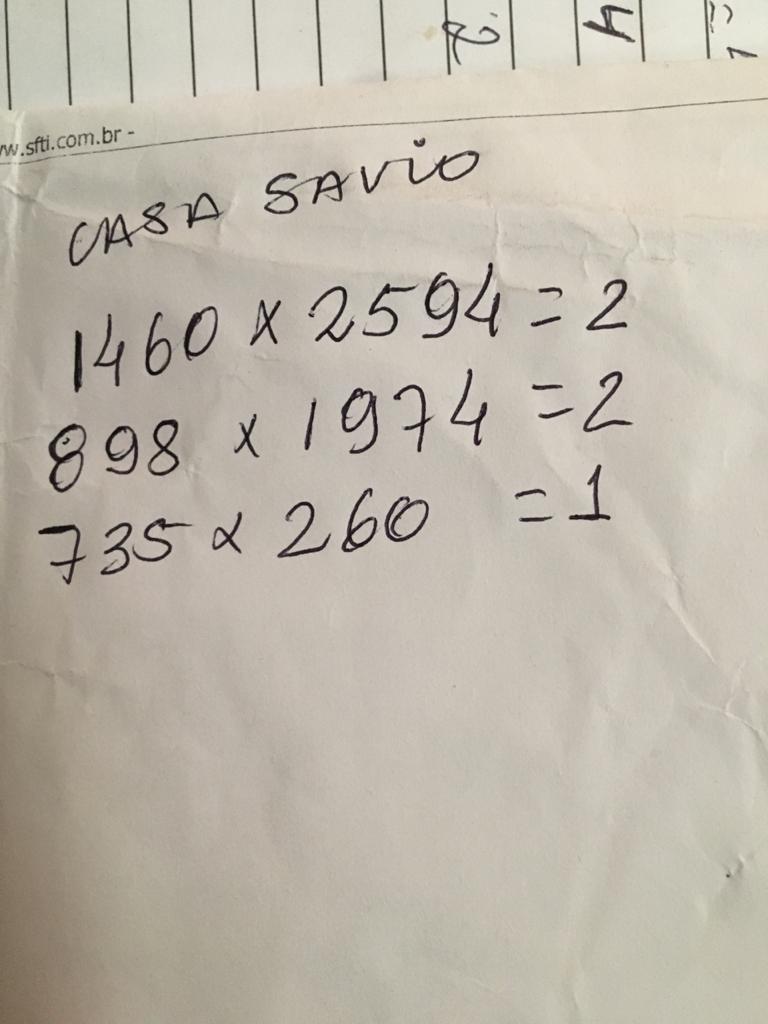 w.sfti.com.br -
CASA SAVIO
1460 x 2594 = 2
898 x 1974 = 2
735 x 260 = 1